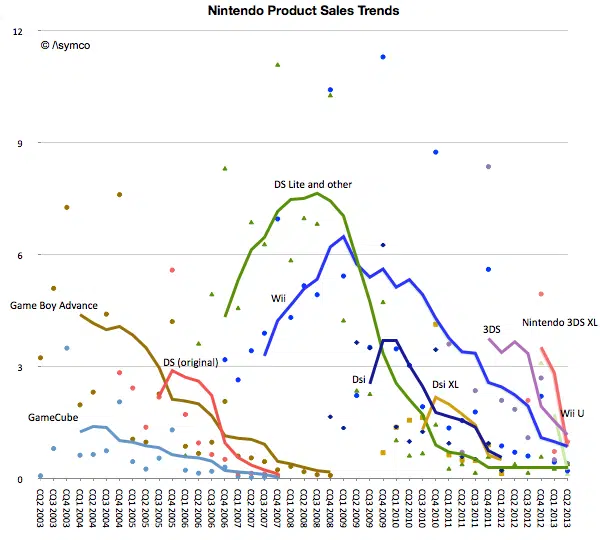 Nintendo Product Sales Trends
© /\symco
12
9
6
3
0
DS Lite and other
Wii
Game Boy Advance
3DS
Nintendo 3DS XL
DS (original)
Dsi
Dsi XL
GameCube
Wii U
CQ2 2003
CQ3 2003
CQ4 2003
CQ1 2004
CQ2 2004
CQ3 2004
CQ4 2004
CQ1 2005
CQ2 2005
CQ3 2005
CQ4 2005
CQ1 2006
CQ2 2006
CQ3 2006
CQ4 2006
CQ1 2007
CQ2 2007
CQ3 2007
CQ4 2007
CQ1 2008
CQ2 2008
CQ3 2008
CQ4 2008
CQ1 2009
CQ2 2009
CQ3 2009
CQ4 2009
CQ1 2010
CQ2 2010
CQ3 2010
CQ4 2010
CQ1 2011
CQ2 2011
CQ3 2011
CQ4 2011
CQ1 2012
CQ2 2012
CQ3 2012
CQ4 2012
CQ1 2013
CQ2 2013